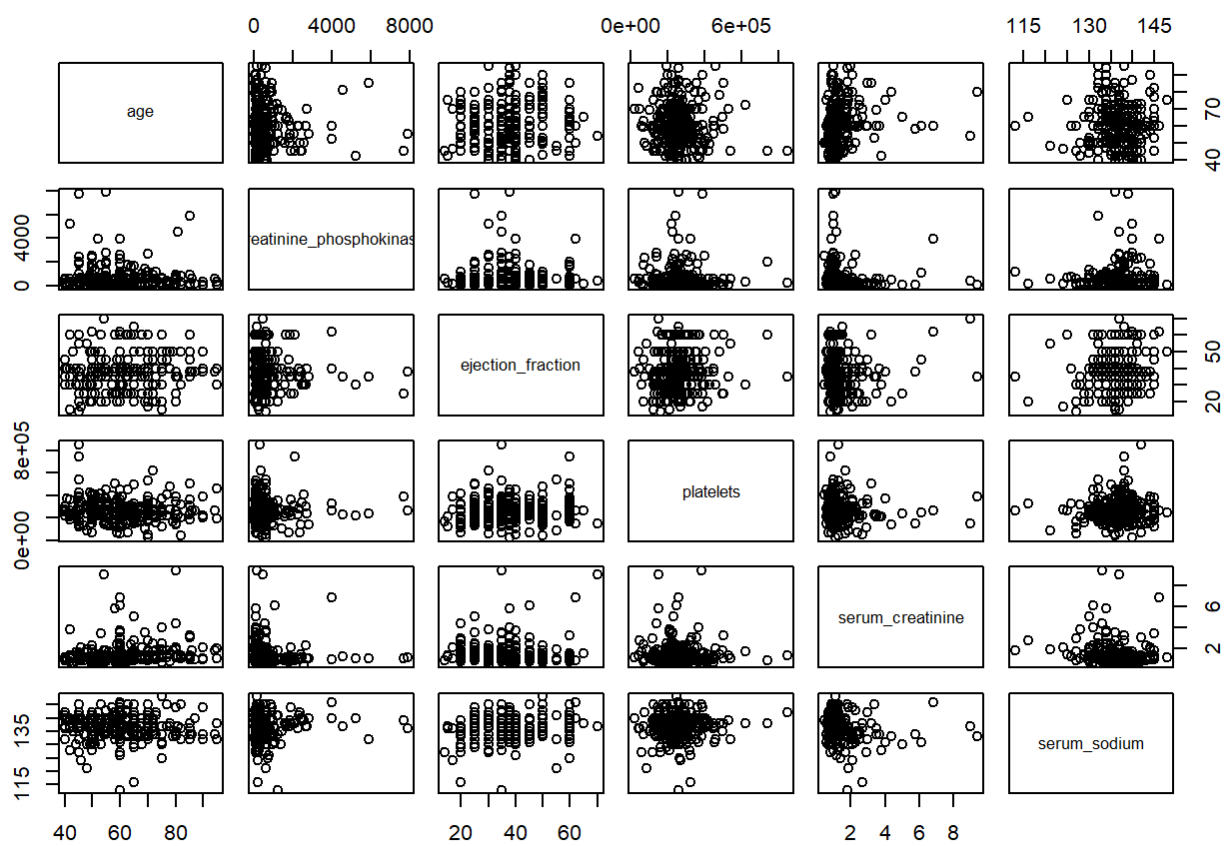 0 4000 8000 0e+00 6e+05 115 130 145
age
40 70
0 4000
reatinine_phosphokinas
20 50
ejection_fraction
0e+00 8e+05
platelets
2 6
serum_creatinine
115 135
serum_sodium
40 60 80 20 40 60 2 4 6 8